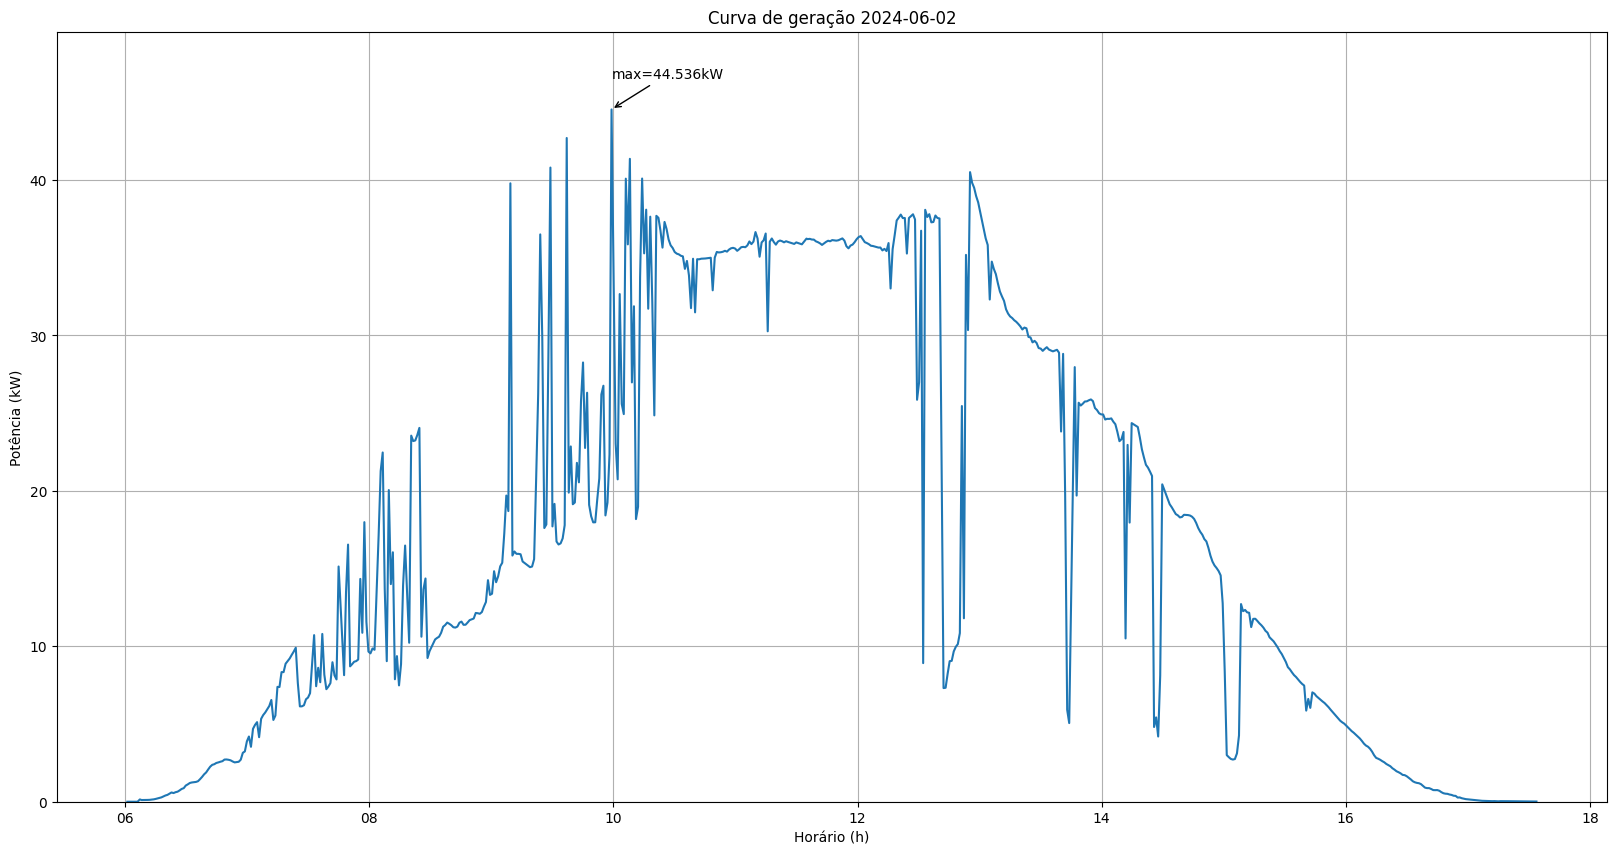 Curva de geração 2024-06-02
max=44.536kW
Potência (kW)
40
30
20
10
0
06 08 10 12 14 16 18
Horário (h)